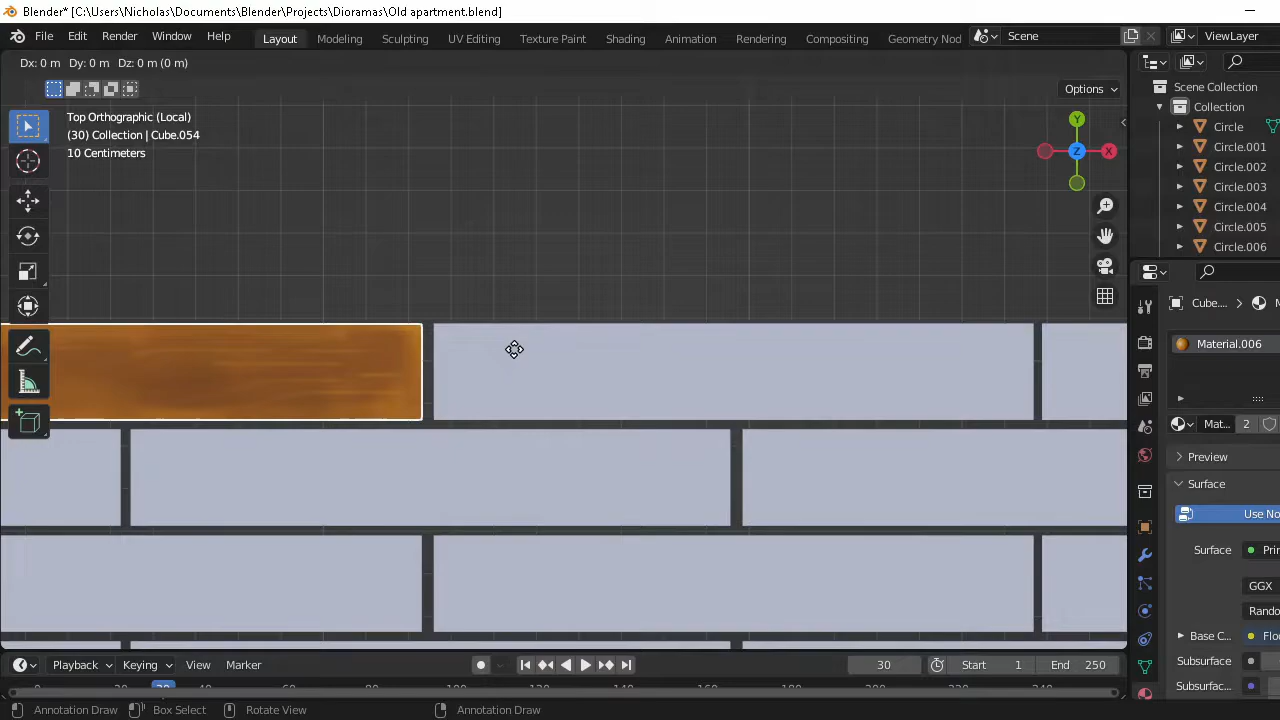 Blender* [C:\Users\Nicholas\Documents\Blender\Projects\Dioramas\Old apartment.blend]
File Edit Render Window Help Layout Modeling Sculpting UV Editing Texture Paint Shading Animation Rendering Compositing Geometry Nod Scene ViewLayer
Dx: 0 m Dy: 0 m Dz: 0 m (0 m)
Options
Top Orthographic (Local)
(30) Collection | Cube.054
10 Centimeters
Y
Z
X
Scene Collection
Collection
Circle
Circle.001
Circle.002
Circle.003
Circle.004
Circle.005
Circle.006
Cube....
Material.006
Mat... 2
Preview
Surface
Use No
Surface Prin
GGX
Rando
Base C... Floo
Subsurface
Subsurfac...
Playback Keying View Marker 30 Start 1 End 250
Annotation Draw Box Select Rotate View Annotation Draw